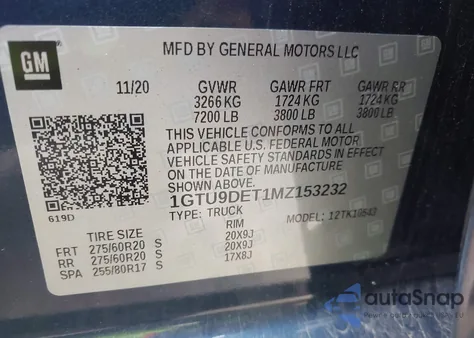 GM
MFD BY GENERAL MOTORS LLC
11/20 GVWR GAWR FRT GAWR RR
3266 KG 1724 KG 1724 KG
7200 LB 3800 LB 3800 LB
THIS VEHICLE CONFORMS TO ALL
APPLICABLE U.S. FEDERAL MOTOR
VEHICLE SAFETY STANDARDS IN EFFECT
ON THE DATE OF MANUFACTURE
SHOWN ABOVE.
1GTU9DET1MZ153232
619D
TYPE: TRUCK MODEL: 12TK10543
TIRE SIZE RIM
FRT 275/60R20 S 20X9J
RR 275/60R20 S 20X9J
SPA 255/80R17 S 17X8J
autoSnap